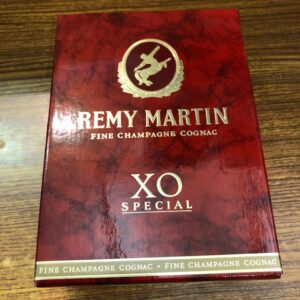 REMY MARTIN
FINE CHAMPAGNE COGNAC
XO
SPECIAL
FINE CHAMPAGNE COGNAC • FINE CHAMPAGNE COGNAC